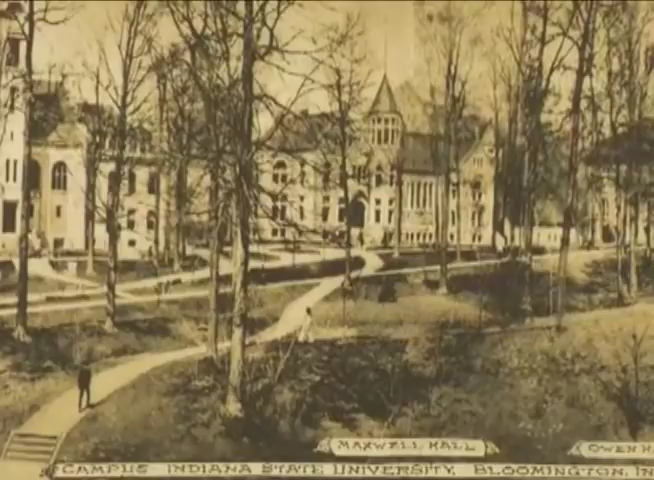 MAXWELL HALL
OWEN H
CAMPUS INDIANA STATE UNIVERSITY, BLOOMINGTON, IN